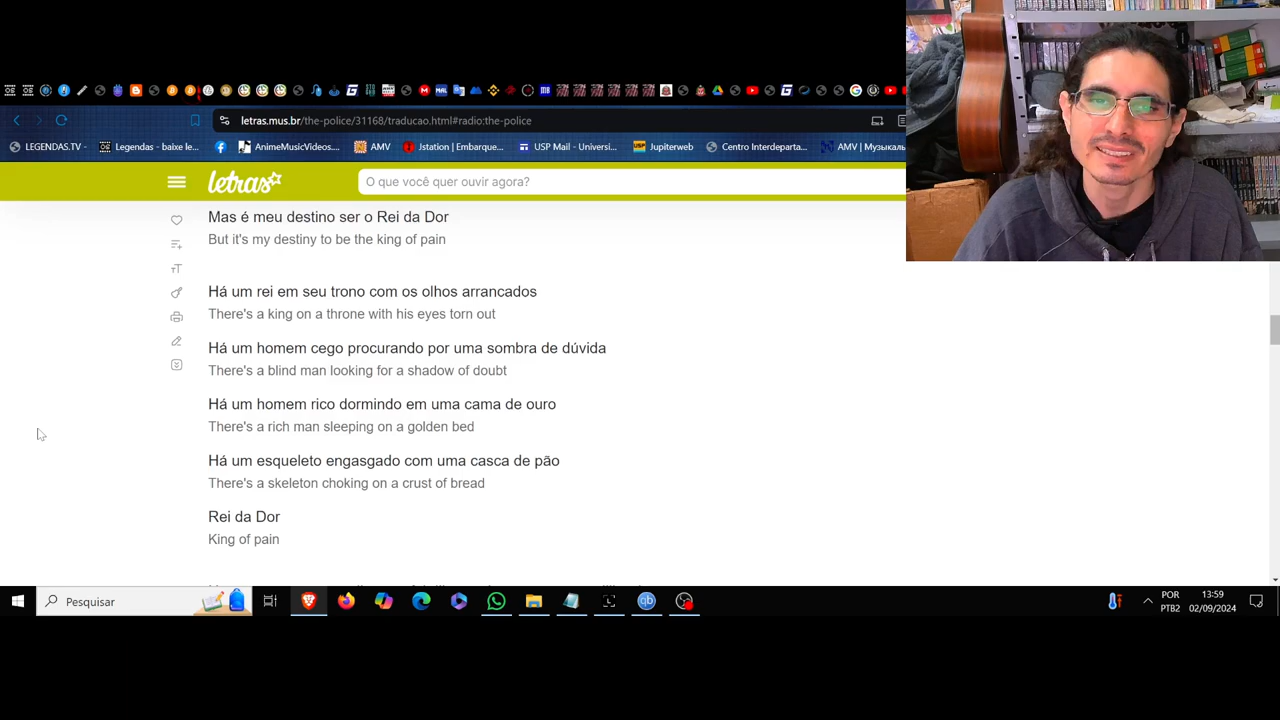 letras.mus.br/the-police/31168/traducao.html#radio:the-police
LEGENDAS.TV - Legendas - baixe le... AnimeMusicVideos.... AMV Jstation | Embarque... USP Mail - Universi... Jupiterweb Centro Interdeparta... AMV | Музыкаль
letras O que você quer ouvir agora?
Mas é meu destino ser o Rei da Dor
But it's my destiny to be the king of pain
Há um rei em seu trono com os olhos arrancados
There's a king on a throne with his eyes torn out
Há um homem cego procurando por uma sombra de dúvida
There's a blind man looking for a shadow of doubt
Há um homem rico dormindo em uma cama de ouro
There's a rich man sleeping on a golden bed
Há um esqueleto engasgado com uma casca de pão
There's a skeleton choking on a crust of bread
Rei da Dor
King of pain
Pesquisar
POR
PTB2
13:59
02/09/2024